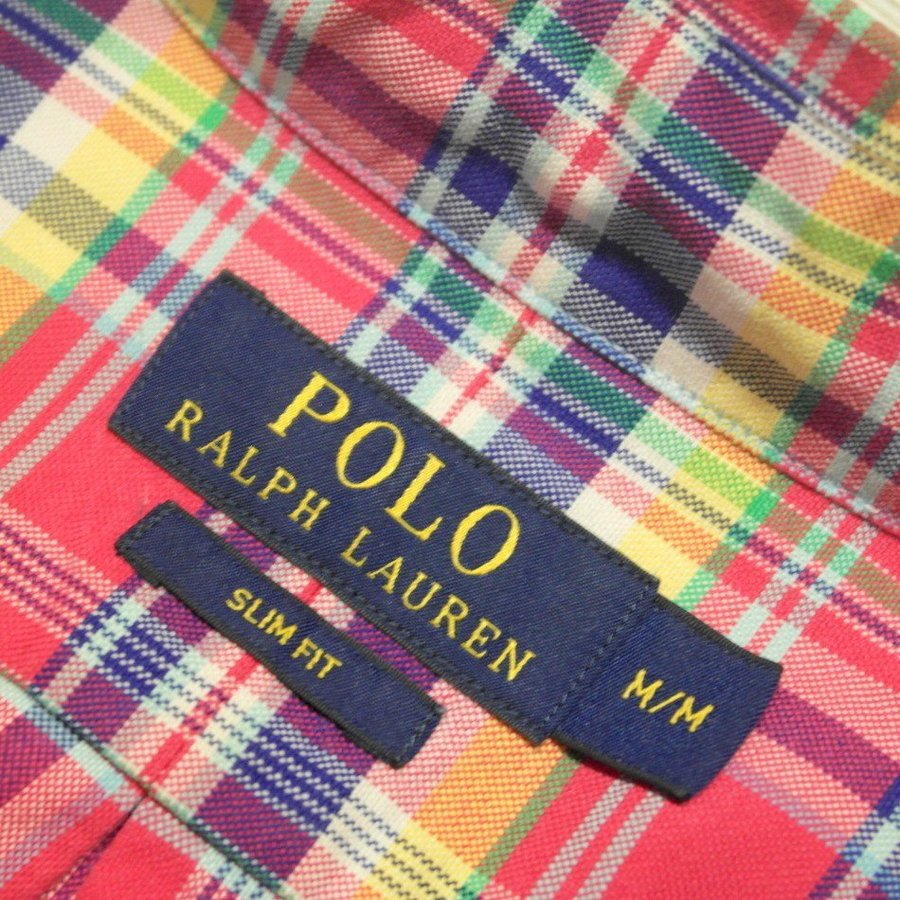 POLO
RALPH LAUREN
M/M
SLIM FIT